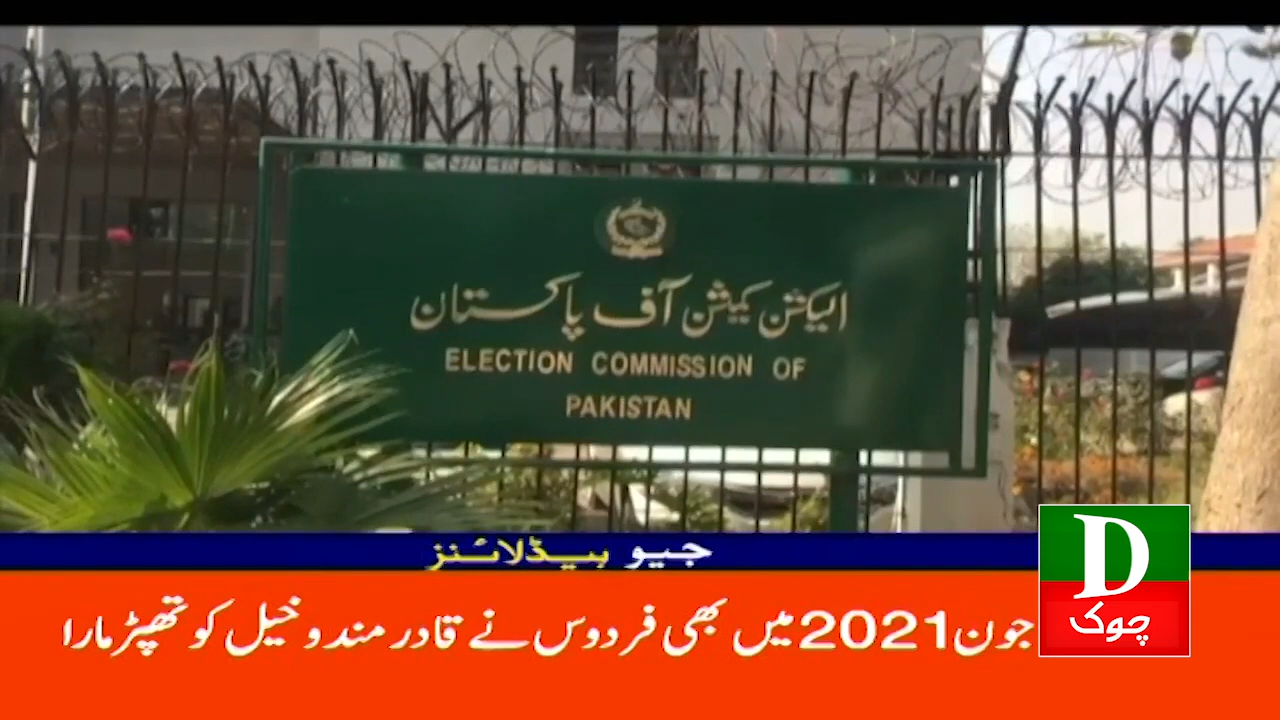 الیکشن کمیشن آف پاکستان
ELECTION COMMISSION OF
PAKISTAN
جیو ہیڈلائنز
جون 2021 میں بھی فردوس نے قادر مندوخیل کو تھپڑ مارا
D
چوک